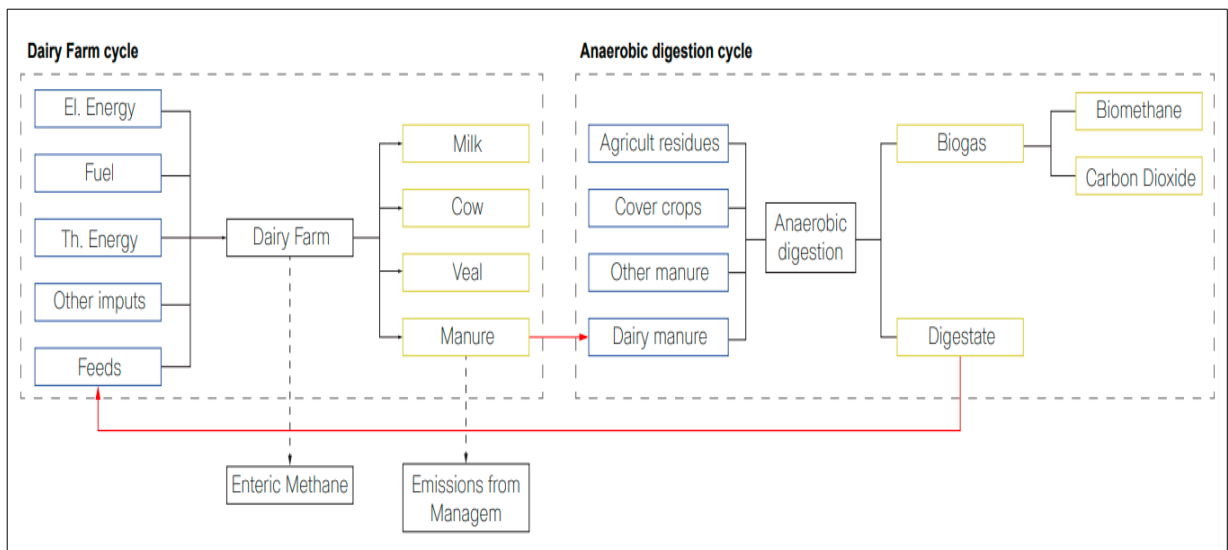 Dairy Farm cycle
El. Energy
Fuel
Th. Energy
Other imputs
Feeds
Dairy Farm
Milk
Cow
Veal
Manure
Enteric Methane
Emissions from
Managem
Anaerobic digestion cycle
Agricult residues
Cover crops
Other manure
Dairy manure
Anaerobic
digestion
Biogas
Digestate
Biomethane
Carbon Dioxide